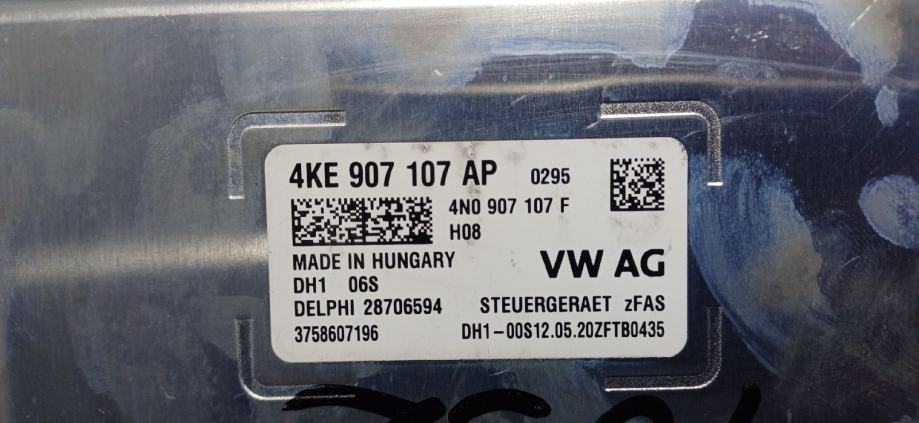 4KE 907 107 AP 0295
4N0 907 107 F
H08
MADE IN HUNGARY
VW AG
DH1 06S
DELPHI 28706594 STEUERGERAET zFAS
3758607196 DH1-00S12.05.20ZFTB0435